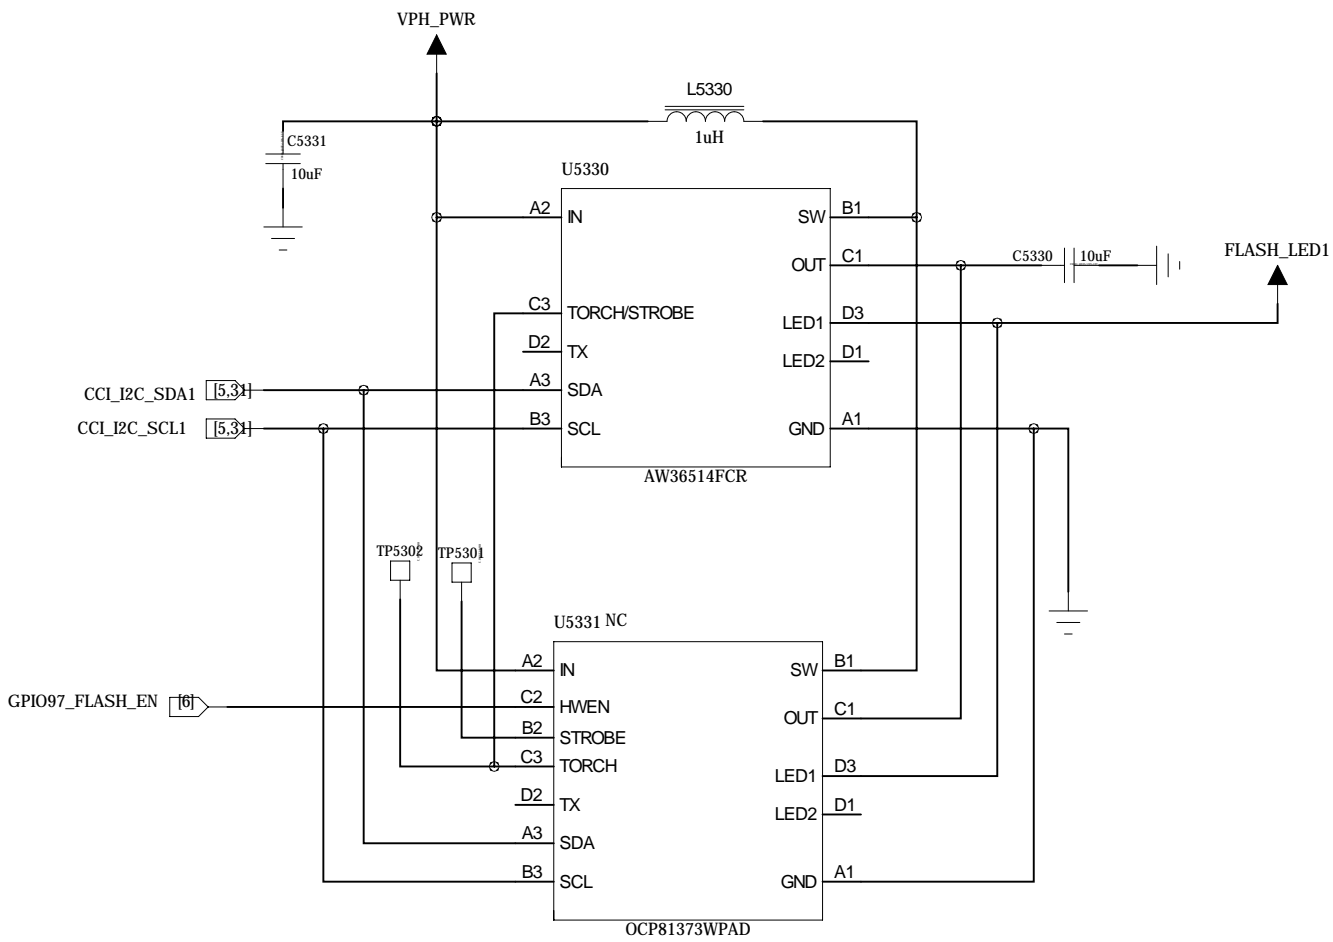 VPH_PWR
L5330
1uH
C5331
10uF
U5330
A2 IN
SW B1
OUT C1
C5330 10uF
FLASH_LED1
C3 TORCH/STROBE
LED1 D3
D2 TX
LED2 D1
CCI_I2C_SDA1 [5,31]
A3 SDA
CCI_I2C_SCL1 [5,31]
B3 SCL
GND A1
AW36514FCR
TP5302 TP5301
U5331 NC
A2 IN
SW B1
GPIO97_FLASH_EN [6]
C2 HWEN
OUT C1
B2 STROBE
C3 TORCH
LED1 D3
D2 TX
LED2 D1
A3 SDA
B3 SCL
GND A1
OCP81373WPAD